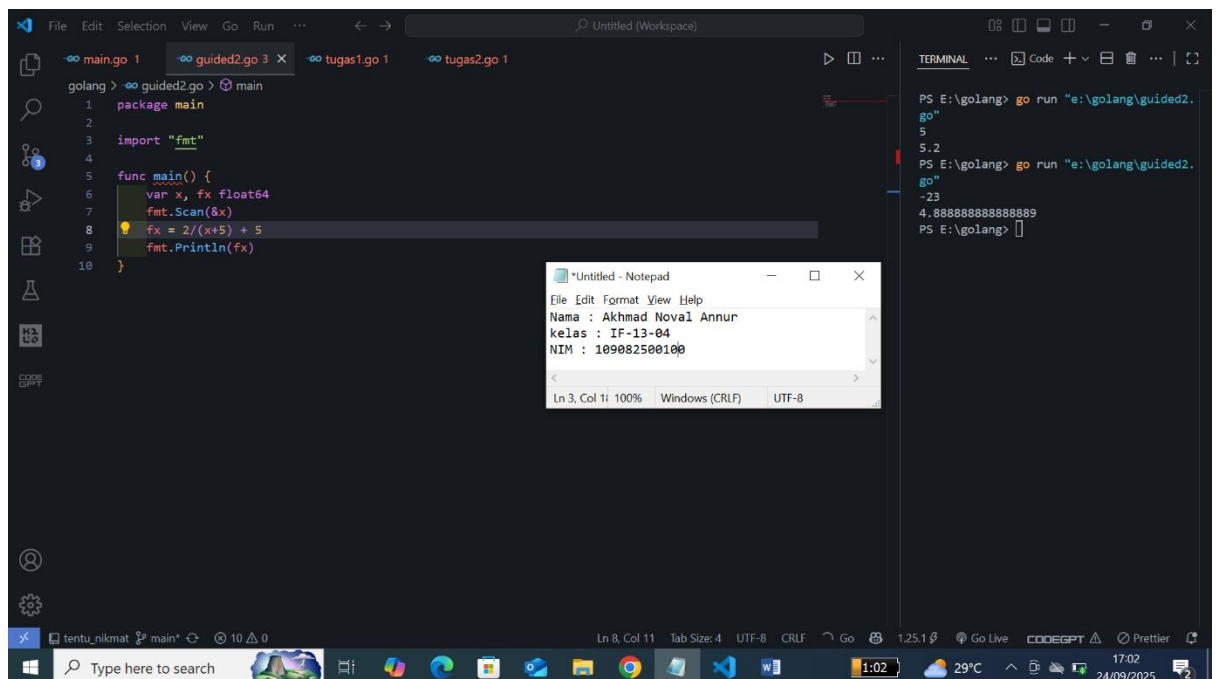 File Edit Selection View Go Run ··· Untitled (Workspace)
main.go 1 guided2.go 3 tugas1.go 1 tugas2.go 1
golang > guided2.go > main
1 package main
2
3 import "fmt"
4
5 func main() {
6 var x, fx float64
7 fmt.Scan(&x)
8 fx = 2/(x+5) + 5
9 fmt.Println(fx)
10 }
TERMINAL ··· Code
PS E:\golang> go run "e:\golang\guided2.
go"
5
5.2
PS E:\golang> go run "e:\golang\guided2.
go"
-23
4.888888888888889
PS E:\golang>
*Untitled - Notepad
File Edit Format View Help
Nama : Akhmad Noval Annur
kelas : IF-13-04
NIM : 109082500100
Ln 3, Col 100% Windows (CRLF) UTF-8
3
CODE
GPT
tentu_nikmat main* 10 0 Ln 8, Col 11 Tab Size: 4 UTF-8 CRLF Go 1.25.1 Go Live CODEGPT Prettier
Type here to search 1:02 29°C 17:02
24/09/2025 2